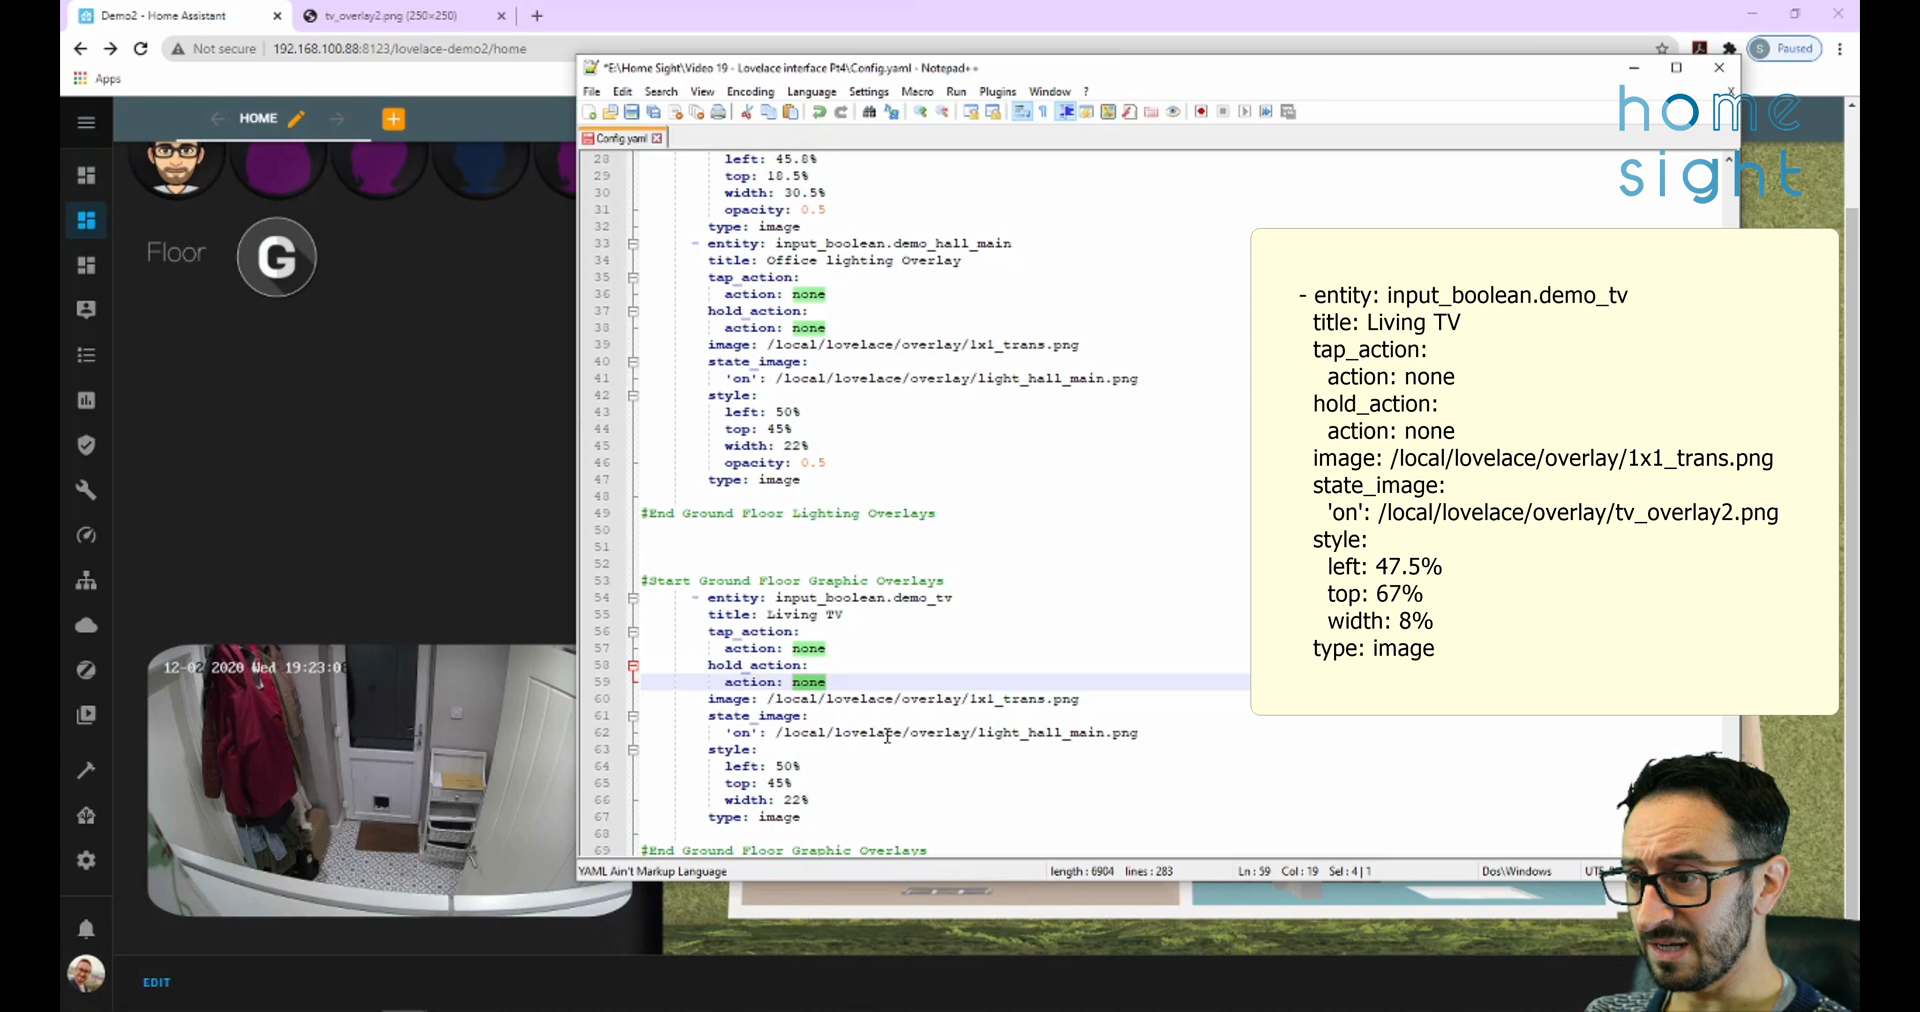 Demo2 - Home Assistant
tv_overlay2.png (250×250)
Not secure
192.168.100.88:8123/lovelace-demo2/home
S
Paused
Apps
*E:\Home Sight\Video 19 - Lovelace interface Pt4\Config.yaml - Notepad++
File Edit Search View Encoding Language Settings Macro Run Plugins Window ?
Config.yaml
home
sight
HOME
Floor
G
12-02 2020 Wed 19:23:0
EDIT
28 left: 45.8%
29 top: 18.5%
30 width: 30.5%
31 opacity: 0.5
32 type: image
33 - entity: input_boolean.demo_hall_main
34 title: Office lighting Overlay
35 tap_action:
36 action: none
37 hold_action:
38 action: none
39 image: /local/lovelace/overlay/1x1_trans.png
40 state_image:
41 'on': /local/lovelace/overlay/light_hall_main.png
42 style:
43 left: 50%
44 top: 45%
45 width: 22%
46 opacity: 0.5
47 type: image
48
49 #End Ground Floor Lighting Overlays
50
51
52
53 #Start Ground Floor Graphic Overlays
54 - entity: input_boolean.demo_tv
55 title: Living TV
56 tap_action:
57 action: none
58 hold_action:
59 action: none
60 image: /local/lovelace/overlay/1x1_trans.png
61 state_image:
62 'on': /local/lovelace/overlay/light_hall_main.png
63 style:
64 left: 50%
65 top: 45%
66 width: 22%
67 type: image
68
69 #End Ground Floor Graphic Overlays
YAML Ain't Markup Language
length : 6904 lines : 283
Ln : 59 Col : 19 Sel : 4 | 1
Dos\Windows
- entity: input_boolean.demo_tv
title: Living TV
tap_action:
action: none
hold_action:
action: none
image: /local/lovelace/overlay/1x1_trans.png
state_image:
'on': /local/lovelace/overlay/tv_overlay2.png
style:
left: 47.5%
top: 67%
width: 8%
type: image